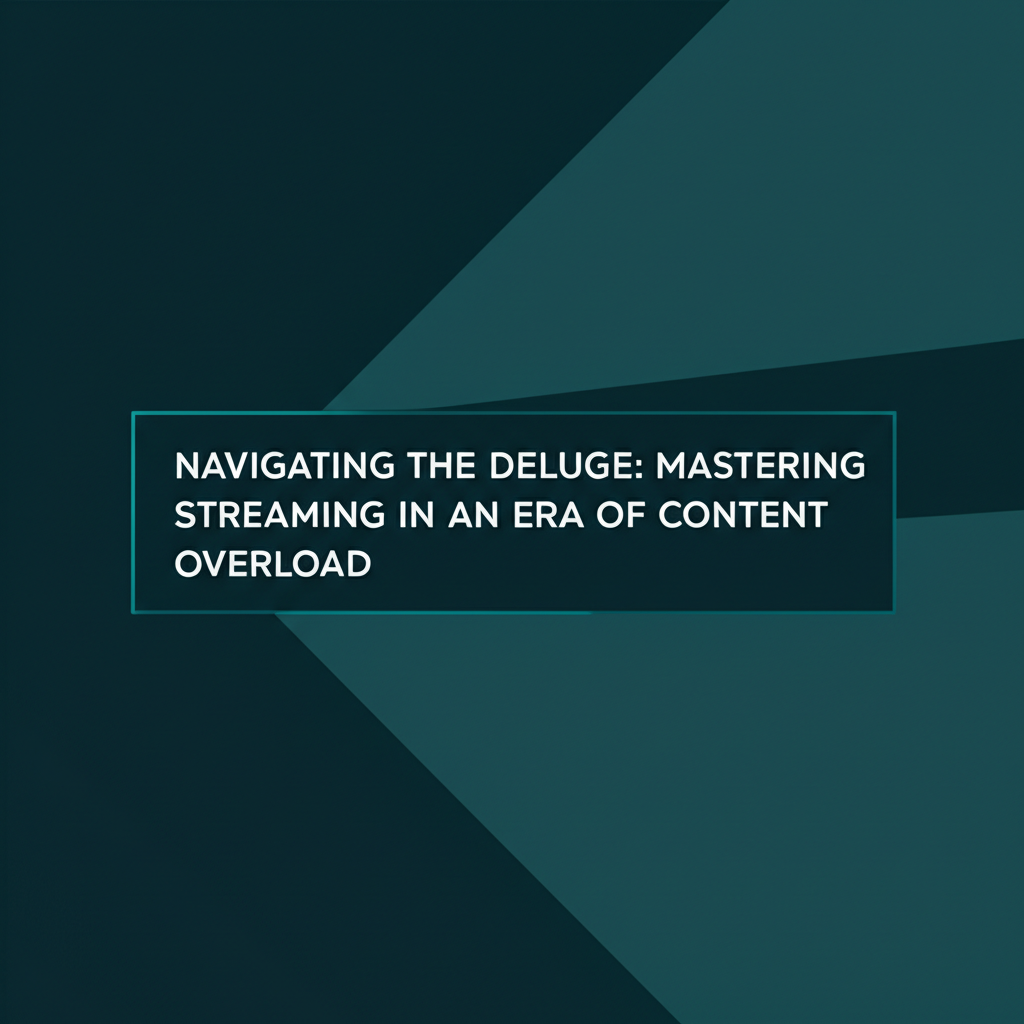 NAVIGATING THE DELUGE: MASTERING
STREAMING IN AN ERA OF CONTENT
OVERLOAD